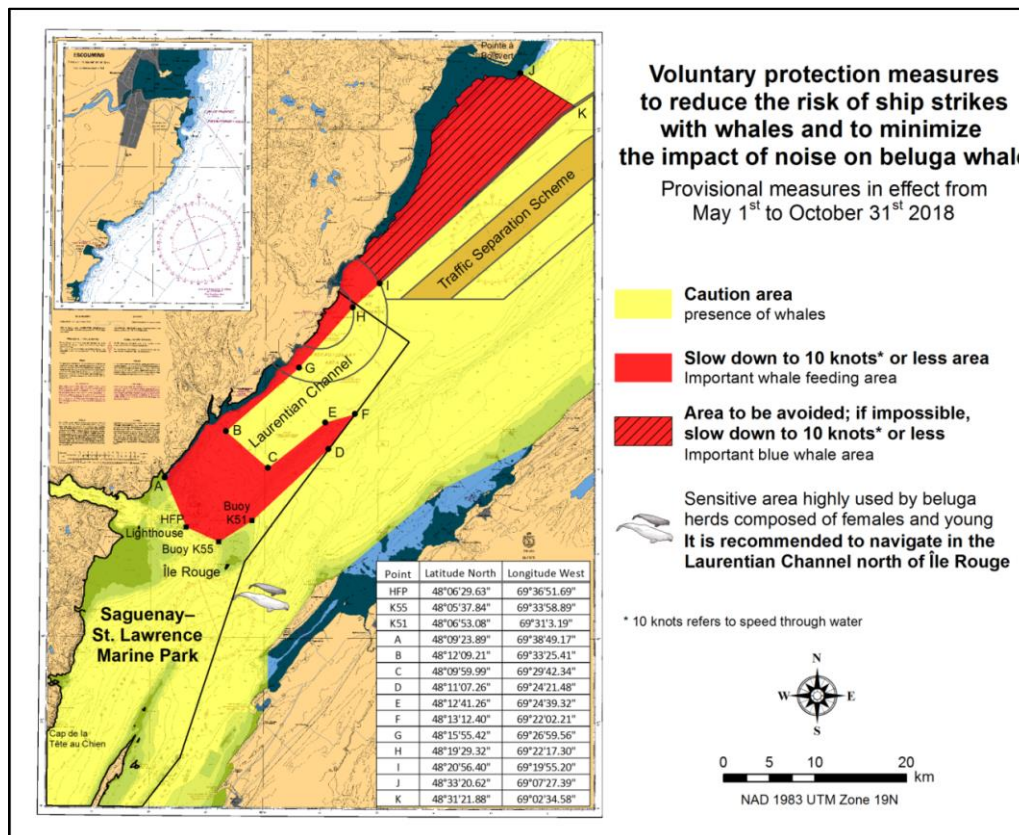 ESCOUMINS
Pointe à
Boisvert
J
K
Traffic Separation Scheme
I
H
G
Laurentian Channel
B
E
F
D
C
A
HFP
Lighthouse
Buoy
K51
Buoy K55
Île Rouge
Saguenay–
St. Lawrence
Marine Park
Cap de la
Tête au Chien
Point Latitude North Longitude West
HFP 48°06'29.63" 69°36'51.69"
K55 48°05'37.84" 69°33'58.89"
K51 48°06'53.08" 69°31'3.19"
A 48°09'23.89" 69°38'49.17"
B 48°12'09.21" 69°33'25.41"
C 48°09'59.99" 69°29'42.34"
D 48°11'07.26" 69°24'21.48"
E 48°12'41.26" 69°24'39.32"
F 48°13'12.40" 69°22'02.21"
G 48°15'55.42" 69°26'59.56"
H 48°19'29.32" 69°22'17.30"
I 48°20'56.40" 69°19'55.20"
J 48°33'20.62" 69°07'27.39"
K 48°31'21.88" 69°02'34.58"
Voluntary protection measures
to reduce the risk of ship strikes
with whales and to minimize
the impact of noise on beluga whale
Provisional measures in effect from
May 1st to October 31st 2018
Caution area
presence of whales
Slow down to 10 knots* or less area
Important whale feeding area
Area to be avoided; if impossible,
slow down to 10 knots* or less
Important blue whale area
Sensitive area highly used by beluga
herds composed of females and young
It is recommended to navigate in the
Laurentian Channel north of Île Rouge
* 10 knots refers to speed through water
N
W E
S
0 5 10 20
km
NAD 1983 UTM Zone 19N